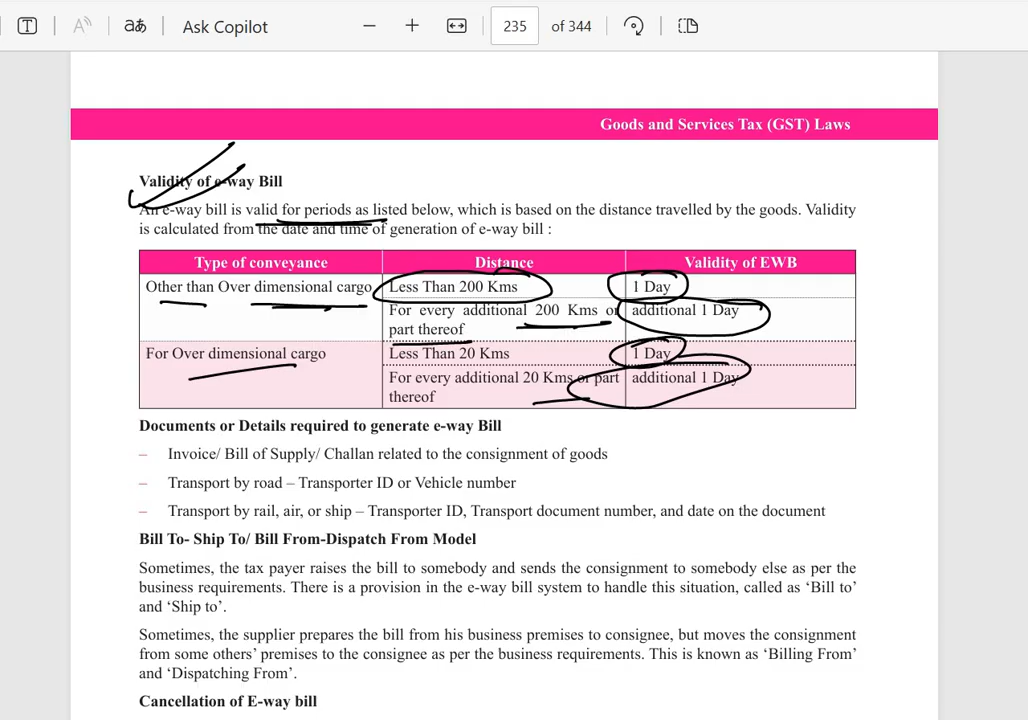 Ask Copilot
235 of 344
Goods and Services Tax (GST) Laws
Validity of e-way Bill
An e-way bill is valid for periods as listed below, which is based on the distance travelled by the goods. Validity
is calculated from the date and time of generation of e-way bill :
Type of conveyance Distance Validity of EWB
Other than Over dimensional cargo Less Than 200 Kms 1 Day
For every additional 200 Kms or additional 1 Day
part thereof
For Over dimensional cargo Less Than 20 Kms 1 Day
For every additional 20 Kms or part additional 1 Day
thereof
Documents or Details required to generate e-way Bill
– Invoice/ Bill of Supply/ Challan related to the consignment of goods
– Transport by road – Transporter ID or Vehicle number
– Transport by rail, air, or ship – Transporter ID, Transport document number, and date on the document
Bill To- Ship To/ Bill From-Dispatch From Model
Sometimes, the tax payer raises the bill to somebody and sends the consignment to somebody else as per the
business requirements. There is a provision in the e-way bill system to handle this situation, called as ‘Bill to’
and ‘Ship to’.
Sometimes, the supplier prepares the bill from his business premises to consignee, but moves the consignment
from some others’ premises to the consignee as per the business requirements. This is known as ‘Billing From’
and ‘Dispatching From’.
Cancellation of E-way bill